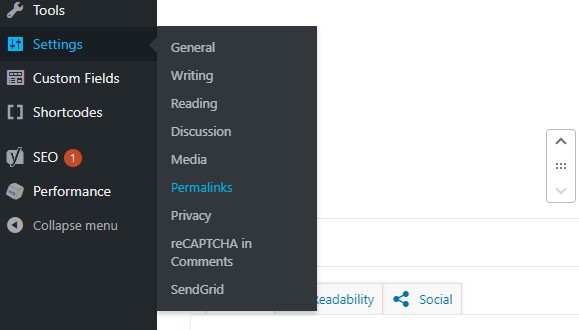 Tools
Settings
Custom Fields
Shortcodes
SEO 1
Performance
Collapse menu
General
Writing
Reading
Discussion
Media
Permalinks
Privacy
reCAPTCHA in
Comments
SendGrid
Readability
Social